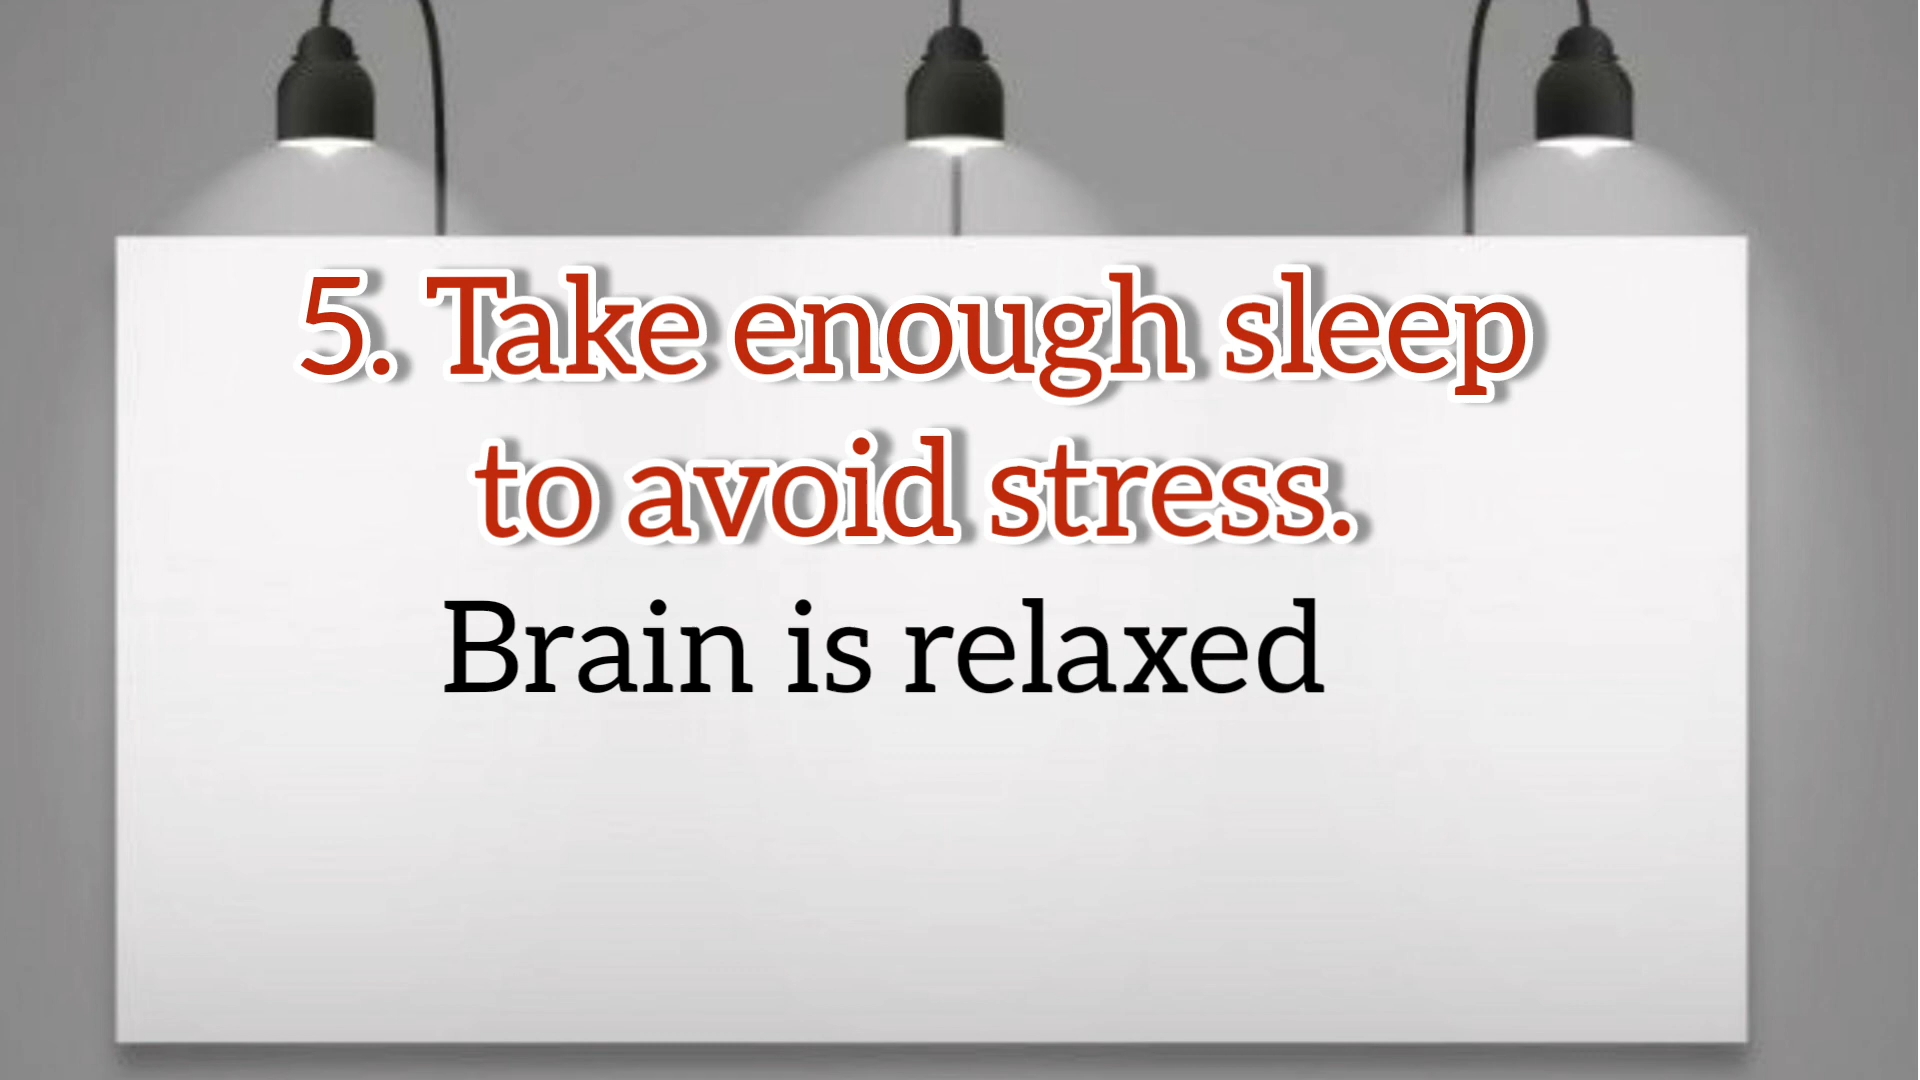 5. Take enough sleep
to avoid stress.
Brain is relaxed